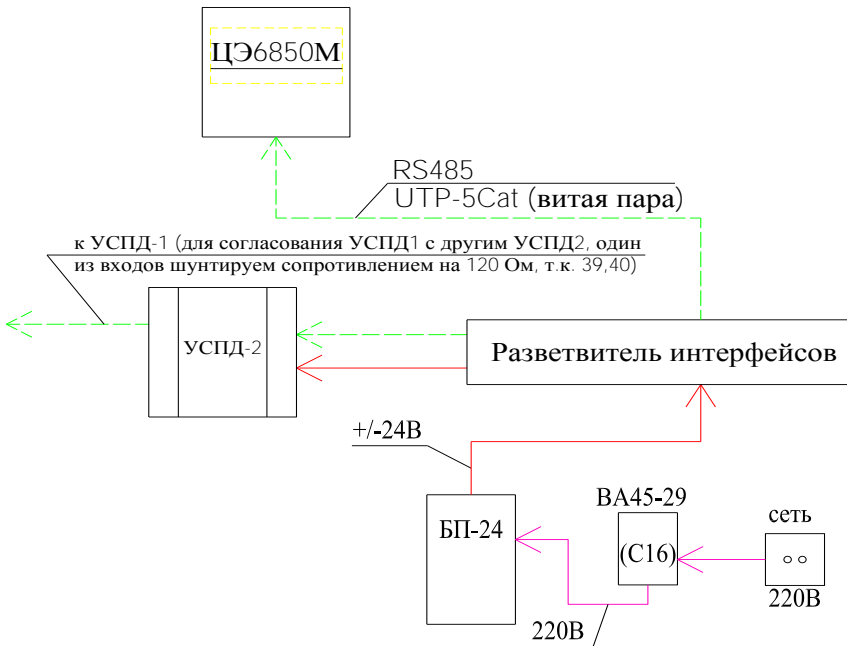 ЦЭ6850М
RS485
UTP-5Cat (витая пара)
к УСПД-1 (для согласования УСПД1 с другим УСПД2, один
из входов шунтируем сопротивлением на 120 Ом, т.к. 39,40)
УСПД-2
Разветвитель интерфейсов
+/-24В
БП-24
ВА45-29
(С16)
сеть
220В
220В